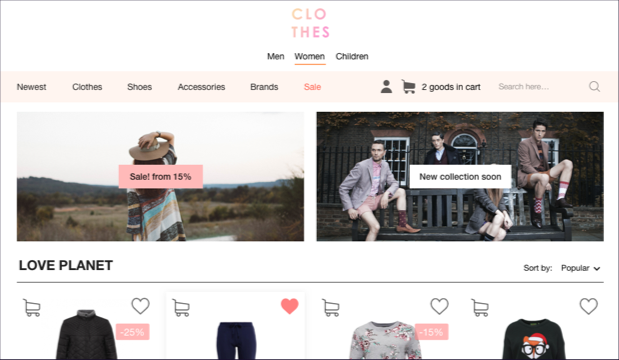 CLO
THES
Men Women Children
Newest Clothes Shoes Accessories Brands Sale 2 goods in cart Search here...
Sale! from 15% New collection soon
LOVE PLANET
Sort by: Popular
-25% -15%